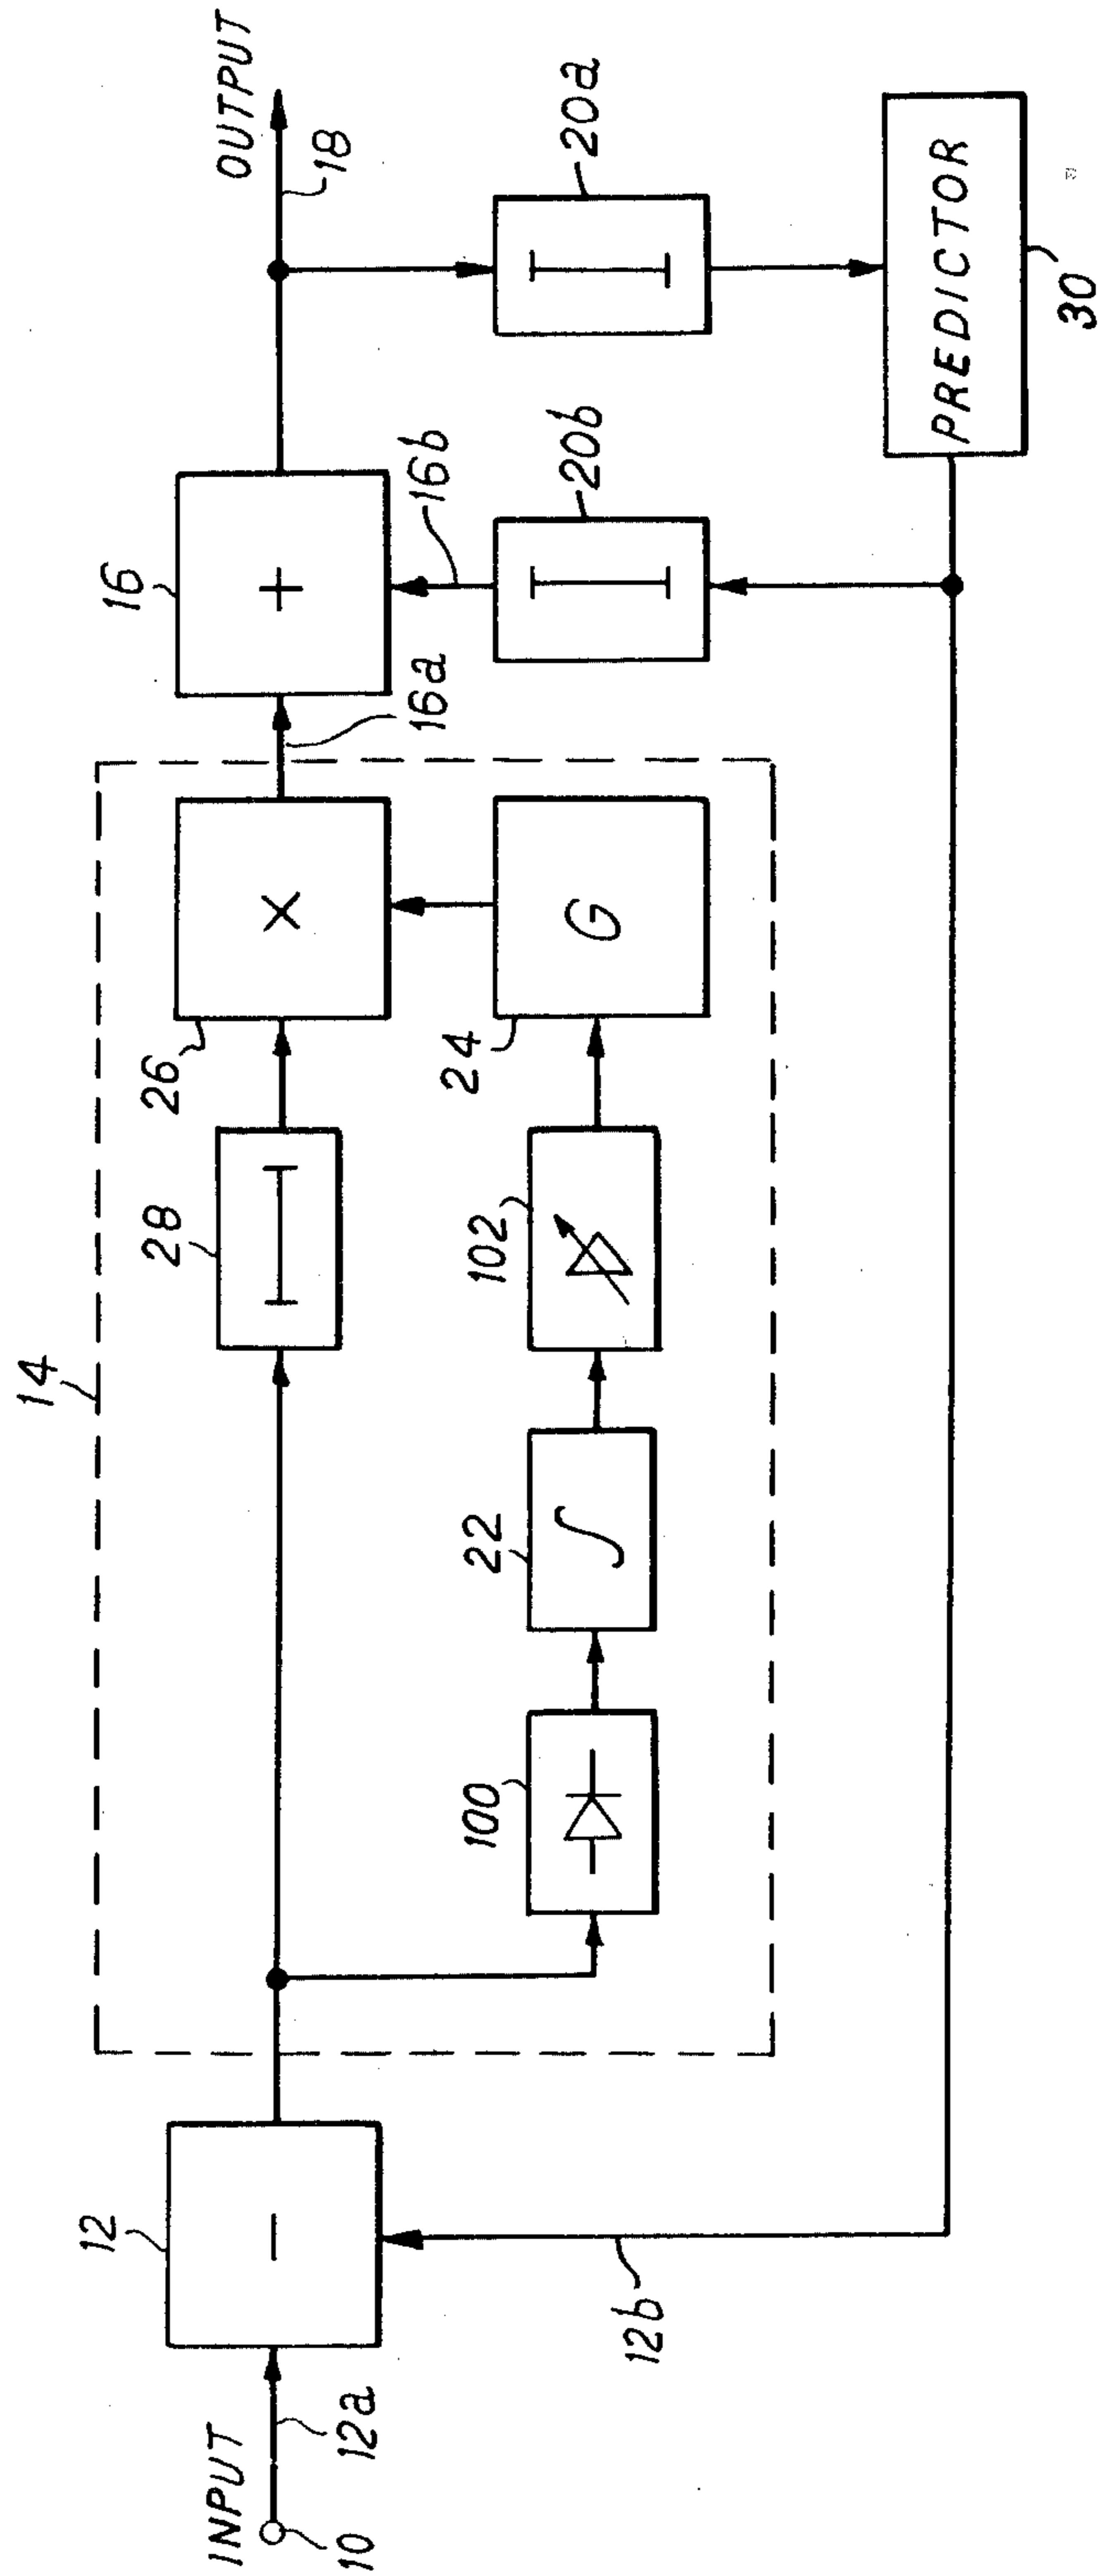 INPUT
10
12a
12
−
12b
14
100
22
∫
28
102
26
X
24
G
16a
16
+
16b
20b
OUTPUT
18
20a
PREDICTOR
30